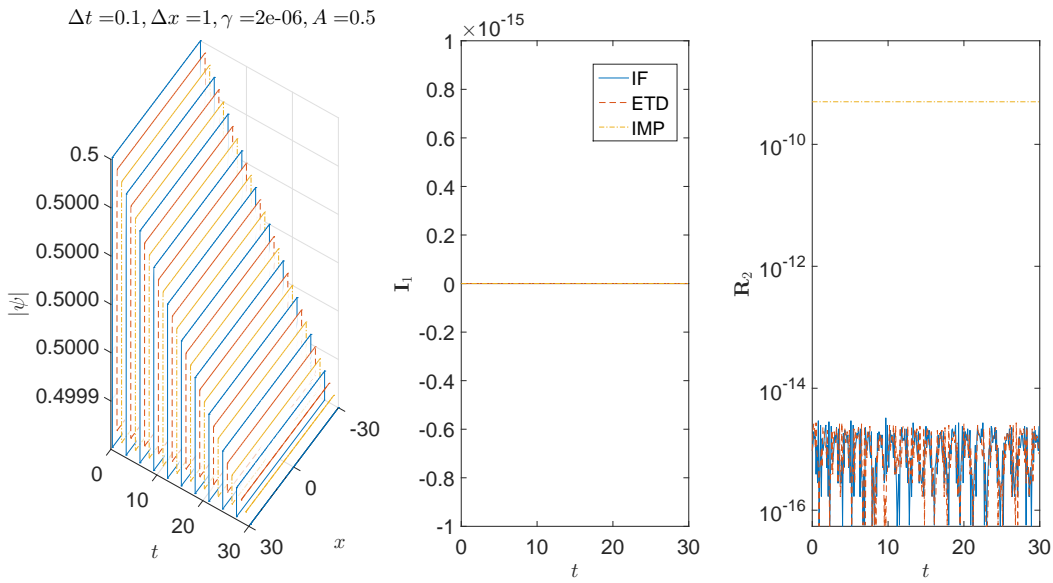 Δt =0.1, Δx =1, γ =2e-06, A =0.5
0.5
0.5000
0.5000
0.5000
0.5000
0.4999
|ψ|
0
10
20
30
t
30
0
-30
x
×10^-15
1
0.8
0.6
0.4
0.2
0
-0.2
-0.4
-0.6
-0.8
-1
I_1
0 10 20 30
t
IF
ETD
IMP
10^-10
10^-12
10^-14
10^-16
R_2
0 10 20 30
t